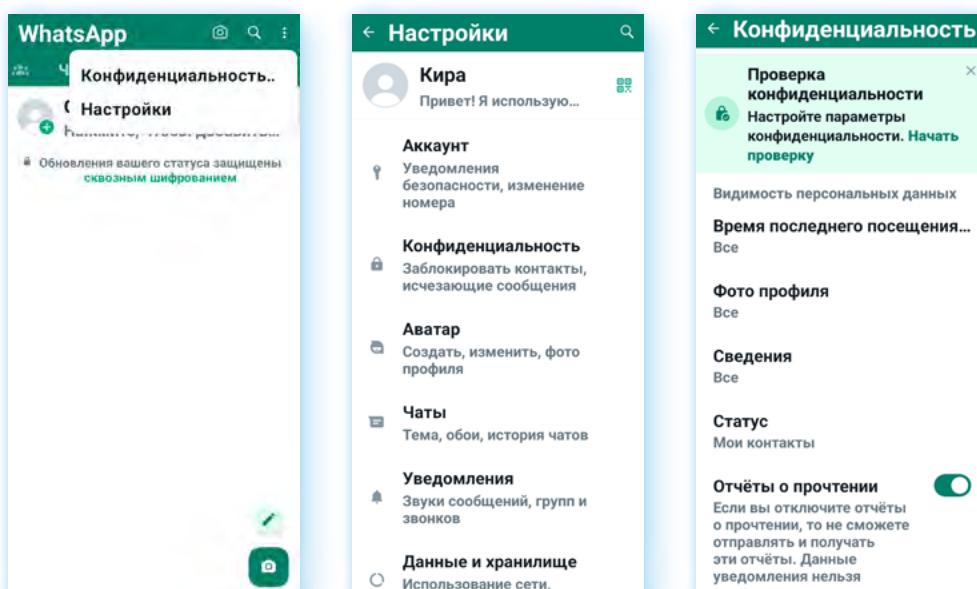 WhatsApp
Конфиденциальность..
Настройки
Обновления вашего статуса защищены
сквозным шифрованием
Настройки
Кира
Привет! Я использую...
Аккаунт
Уведомления
безопасности, изменение
номера
Конфиденциальность
Заблокировать контакты,
исчезающие сообщения
Аватар
Создать, изменить, фото
профиля
Чаты
Тема, обои, история чатов
Уведомления
Звуки сообщений, групп и
звонков
Данные и хранилище
Использование сети,
Конфиденциальность
Проверка
конфиденциальности
Настройте параметры
конфиденциальности. Начать
проверку
Видимость персональных данных
Время последнего посещения...
Все
Фото профиля
Все
Сведения
Все
Статус
Мои контакты
Отчёты о прочтении
Если вы отключите отчёты
о прочтении, то не сможете
отправлять и получать
эти отчёты. Данные
уведомления нельзя